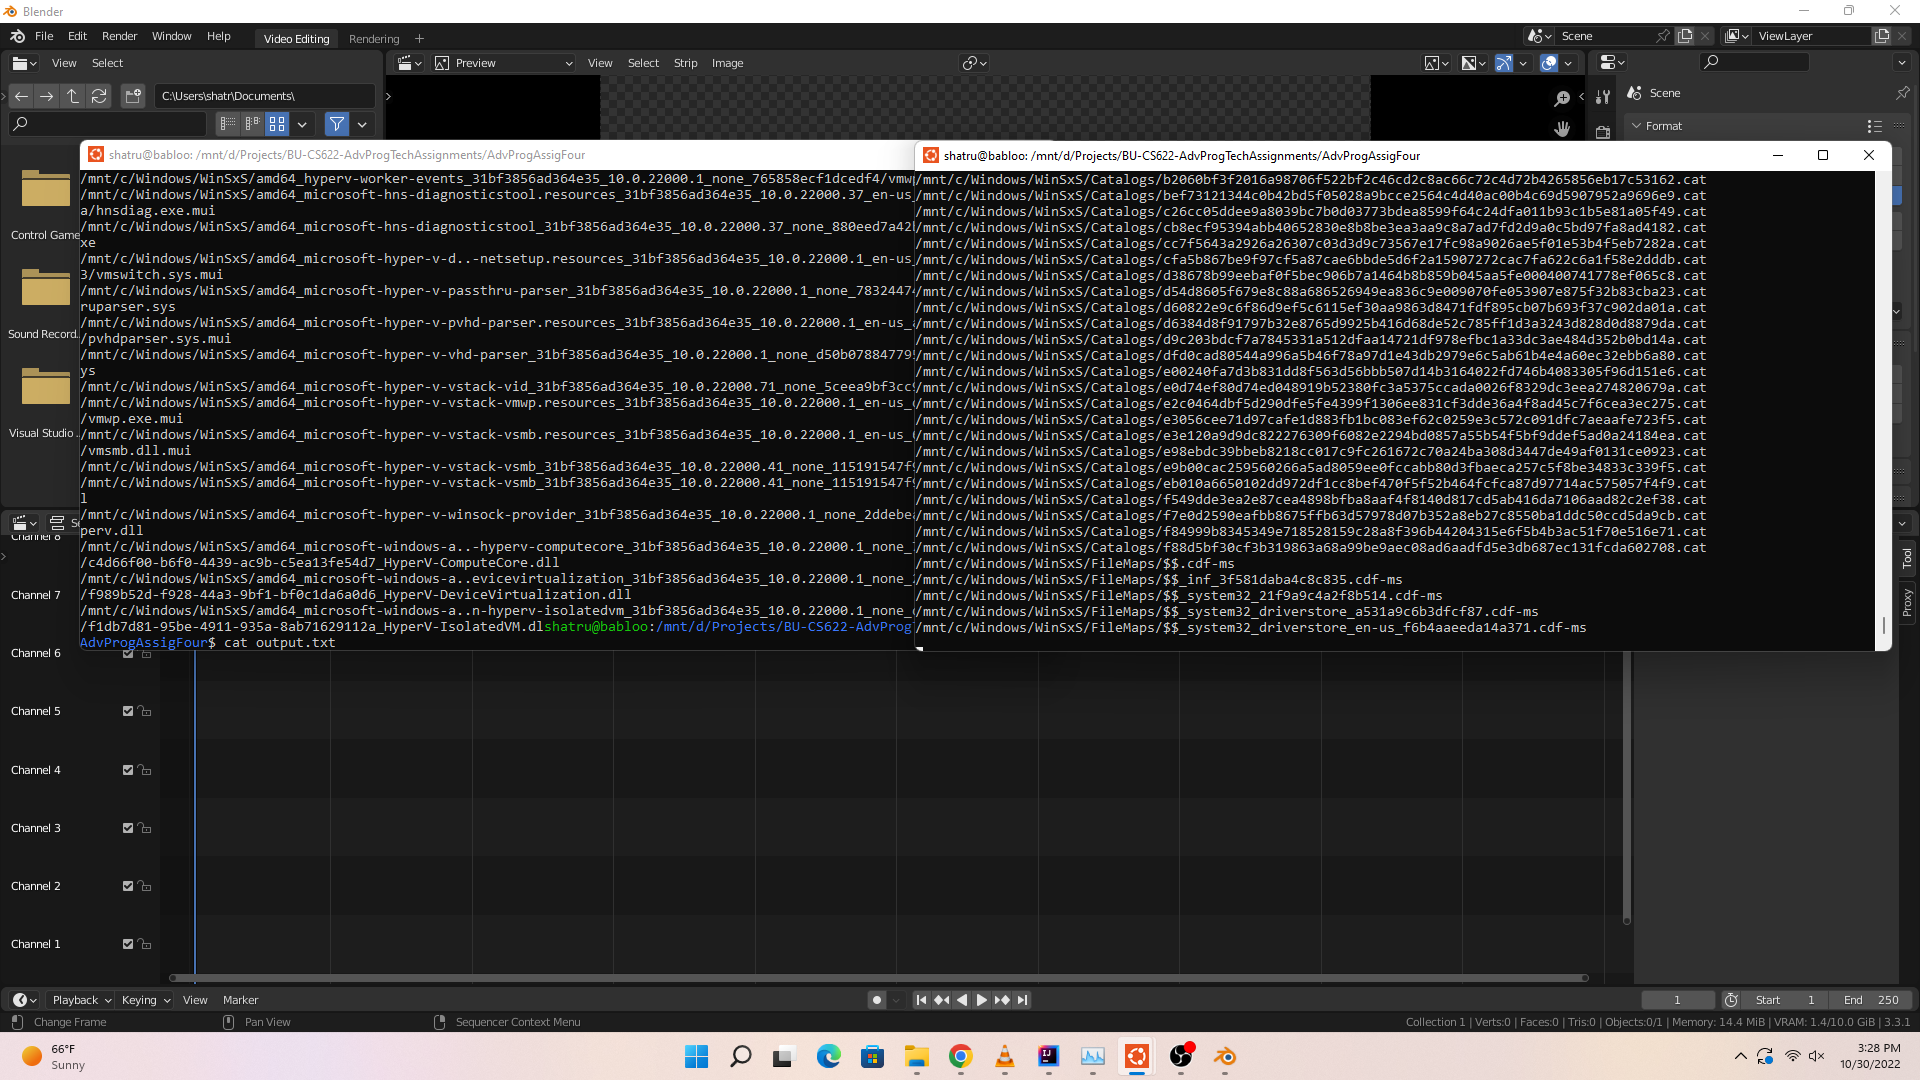 Blender
File Edit Render Window Help Video Editing Rendering + Scene ViewLayer
View Select Preview View Select Strip Image
C:\Users\shatr\Documents\ Scene
Format
shatru@babloo: /mnt/d/Projects/BU-CS622-AdvProgTechAssignments/AdvProgAssigFour
/mnt/c/Windows/WinSxS/amd64_hyperv-worker-events_31bf3856ad364e35_10.0.22000.1_none_765858ecf1dcedf4/vmwp
/mnt/c/Windows/WinSxS/amd64_microsoft-hns-diagnosticstool.resources_31bf3856ad364e35_10.0.22000.37_en-us_
a/hnsdiag.exe.mui
/mnt/c/Windows/WinSxS/amd64_microsoft-hns-diagnosticstool_31bf3856ad364e35_10.0.22000.37_none_880eed7a42
xe
/mnt/c/Windows/WinSxS/amd64_microsoft-hyper-v-d..-netsetup.resources_31bf3856ad364e35_10.0.22000.1_en-us_
3/vmswitch.sys.mui
/mnt/c/Windows/WinSxS/amd64_microsoft-hyper-v-passthru-parser_31bf3856ad364e35_10.0.22000.1_none_78324474
ruparser.sys
/mnt/c/Windows/WinSxS/amd64_microsoft-hyper-v-pvhd-parser.resources_31bf3856ad364e35_10.0.22000.1_en-us_
/pvhdparser.sys.mui
/mnt/c/Windows/WinSxS/amd64_microsoft-hyper-v-vhd-parser_31bf3856ad364e35_10.0.22000.1_none_d50b07884779
ys
/mnt/c/Windows/WinSxS/amd64_microsoft-hyper-v-vstack-vid_31bf3856ad364e35_10.0.22000.71_none_5ceea9bf3cc
/mnt/c/Windows/WinSxS/amd64_microsoft-hyper-v-vstack-vmwp.resources_31bf3856ad364e35_10.0.22000.1_en-us_
/vmwp.exe.mui
/mnt/c/Windows/WinSxS/amd64_microsoft-hyper-v-vstack-vsmb.resources_31bf3856ad364e35_10.0.22000.1_en-us_
/vmsmb.dll.mui
/mnt/c/Windows/WinSxS/amd64_microsoft-hyper-v-vstack-vsmb_31bf3856ad364e35_10.0.22000.41_none_115191547f
/mnt/c/Windows/WinSxS/amd64_microsoft-hyper-v-vstack-vsmb_31bf3856ad364e35_10.0.22000.41_none_115191547f
l
/mnt/c/Windows/WinSxS/amd64_microsoft-hyper-v-winsock-provider_31bf3856ad364e35_10.0.22000.1_none_2ddebe
perv.dll
/mnt/c/Windows/WinSxS/amd64_microsoft-windows-a..-hyperv-computecore_31bf3856ad364e35_10.0.22000.1_none_
/c4d66f00-b6f0-4439-ac9b-c5ea13fe54d7_HyperV-ComputeCore.dll
/mnt/c/Windows/WinSxS/amd64_microsoft-windows-a..evicevirtualization_31bf3856ad364e35_10.0.22000.1_none_
/f989b52d-f928-44a3-9bf1-bf0c1da6a0d6_HyperV-DeviceVirtualization.dll
/mnt/c/Windows/WinSxS/amd64_microsoft-windows-a..n-hyperv-isolatedvm_31bf3856ad364e35_10.0.22000.1_none_
/f1db7d81-95be-4911-935a-8ab71629112a_HyperV-IsolatedVM.dlshatru@babloo:/mnt/d/Projects/BU-CS622-AdvProg
AdvProgAssigFour$ cat output.txt
shatru@babloo: /mnt/d/Projects/BU-CS622-AdvProgTechAssignments/AdvProgAssigFour
/mnt/c/Windows/WinSxS/Catalogs/b2060bf3f2016a98706f522bf2c46cd2c8ac66c72c4d72b4265856eb17c53162.cat
/mnt/c/Windows/WinSxS/Catalogs/bef73121344c0b42bd5f05028a9bcce2564c4d40ac00b4c69d5907952a9696e9.cat
/mnt/c/Windows/WinSxS/Catalogs/c26cc05ddee9a8039bc7b0d03773bdea8599f64c24dfa011b93c1b5e81a05f49.cat
/mnt/c/Windows/WinSxS/Catalogs/cb8ecf95394abb40652830e8b8be3ea3aa9c8a7ad7fd2d9a0c5bd97fa8ad4182.cat
/mnt/c/Windows/WinSxS/Catalogs/cc7f5643a2926a26307c03d3d9c73567e17fc98a9026ae5f01e53b4f5eb7282a.cat
/mnt/c/Windows/WinSxS/Catalogs/cfa5b867be9f97cf5a87cae6bbde5d6f2a15907272cac7fa622c6a1f58e2dddb.cat
/mnt/c/Windows/WinSxS/Catalogs/d38678b99eebaf0f5bec906b7a1464b8b859b045aa5fe000400741778ef065c8.cat
/mnt/c/Windows/WinSxS/Catalogs/d54d8605f679e8c88a686526949ea836c9e009070fe053907e875f32b83cba23.cat
/mnt/c/Windows/WinSxS/Catalogs/d60822e9c6f86d9ef5c6115ef30aa9863d8471fdf895cb07b693f37c902da01a.cat
/mnt/c/Windows/WinSxS/Catalogs/d6384d8f91797b32e8765d9925b416d68de52c785ff1d3a3243d828d0d8879da.cat
/mnt/c/Windows/WinSxS/Catalogs/d9c203bdcf7a7845331a512dfaa14721df978efbc1a33dc3ae484d352b0bd14a.cat
/mnt/c/Windows/WinSxS/Catalogs/dfd0cad80544a996a5b46f78a97d1e43db2979e6c5ab61b4e4a60ec32ebb6a80.cat
/mnt/c/Windows/WinSxS/Catalogs/e00240fa7d3b831dd8f563d56bbb507d14b3164022fd746b4083305f96d151e6.cat
/mnt/c/Windows/WinSxS/Catalogs/e0d74ef80d74ed048919b52380fc3a5375ccada0026f8329dc3eea274820679a.cat
/mnt/c/Windows/WinSxS/Catalogs/e2c0464dbf5d290dfe5fe4399f1306ee831cf3dde36a4f8ad45c7f6cea3ec275.cat
/mnt/c/Windows/WinSxS/Catalogs/e3056cee71d97cafe1d883fb1bc083ef62c0259e3c572c091dfc7aeaafe723f5.cat
/mnt/c/Windows/WinSxS/Catalogs/e3e120a9d9dc822276309f6082e2294bd0857a55b54f5bf9ddef5ad0a24184ea.cat
/mnt/c/Windows/WinSxS/Catalogs/e98ebdc39bbeb8218cc017c9fc261672c70a24ba308d3447de49af0131ce0923.cat
/mnt/c/Windows/WinSxS/Catalogs/e9b00cac259560266a5ad8059ee0fccabb80d3fbaeca257c5f8be34833c339f5.cat
/mnt/c/Windows/WinSxS/Catalogs/eb010a6650102dd972df1cc8bef470f5f52b464fcfca87d97714ac575057f4f9.cat
/mnt/c/Windows/WinSxS/Catalogs/f549dde3ea2e87cea4898bfba8aaf4f8140d817cd5ab416da7106aad82c2ef38.cat
/mnt/c/Windows/WinSxS/Catalogs/f7e0d2590eafbb8675ffb63d57978d07b352a8eb27c8550ba1ddc50ccd5da9cb.cat
/mnt/c/Windows/WinSxS/Catalogs/f84999b8345349e718528159c28a8f396b44204315e6f5b4b3ac51f70e516e71.cat
/mnt/c/Windows/WinSxS/Catalogs/f88d5bf30cf3b319863a68a99be9aec08ad6aadfd5e3db687ec131fcda602708.cat
/mnt/c/Windows/WinSxS/FileMaps/$$.cdf-ms
/mnt/c/Windows/WinSxS/FileMaps/$$_inf_3f581daba4c8c835.cdf-ms
/mnt/c/Windows/WinSxS/FileMaps/$$_system32_21f9a9c4a2f8b514.cdf-ms
/mnt/c/Windows/WinSxS/FileMaps/$$_system32_driverstore_a531a9c6b3dfcf87.cdf-ms
/mnt/c/Windows/WinSxS/FileMaps/$$_system32_driverstore_en-us_f6b4aaeeda14a371.cdf-ms
Control Game
Sound Record.
Visual Studio .
Tool
Proxy
Channel 8
Channel 7
Channel 6
Channel 5
Channel 4
Channel 3
Channel 2
Channel 1
Playback Keying View Marker 1 Start 1 End 250
Change Frame Pan View Sequencer Context Menu Collection 1 | Verts:0 | Faces:0 | Tris:0 | Objects:0/1 | Memory: 14.4 MiB | VRAM: 1.4/10.0 GiB | 3.3.1
66°F
Sunny
3:28 PM
10/30/2022